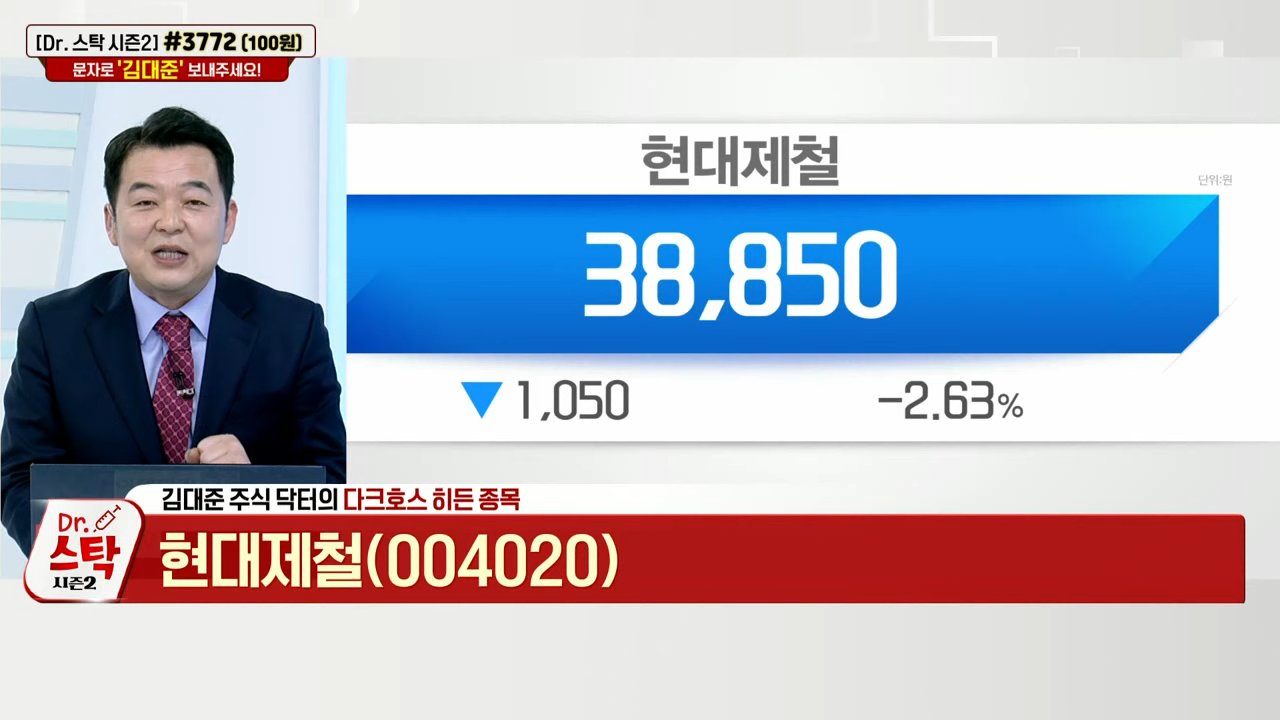 [Dr. 스탁 시즌2] #3772 (100원)
문자로 '김대준' 보내주세요!
현대제철
단위:원
38,850
▼ 1,050 -2.63%
김대준 주식 닥터의 다크호스 히든 종목
Dr.
스탁
시즌2
현대제철(004020)